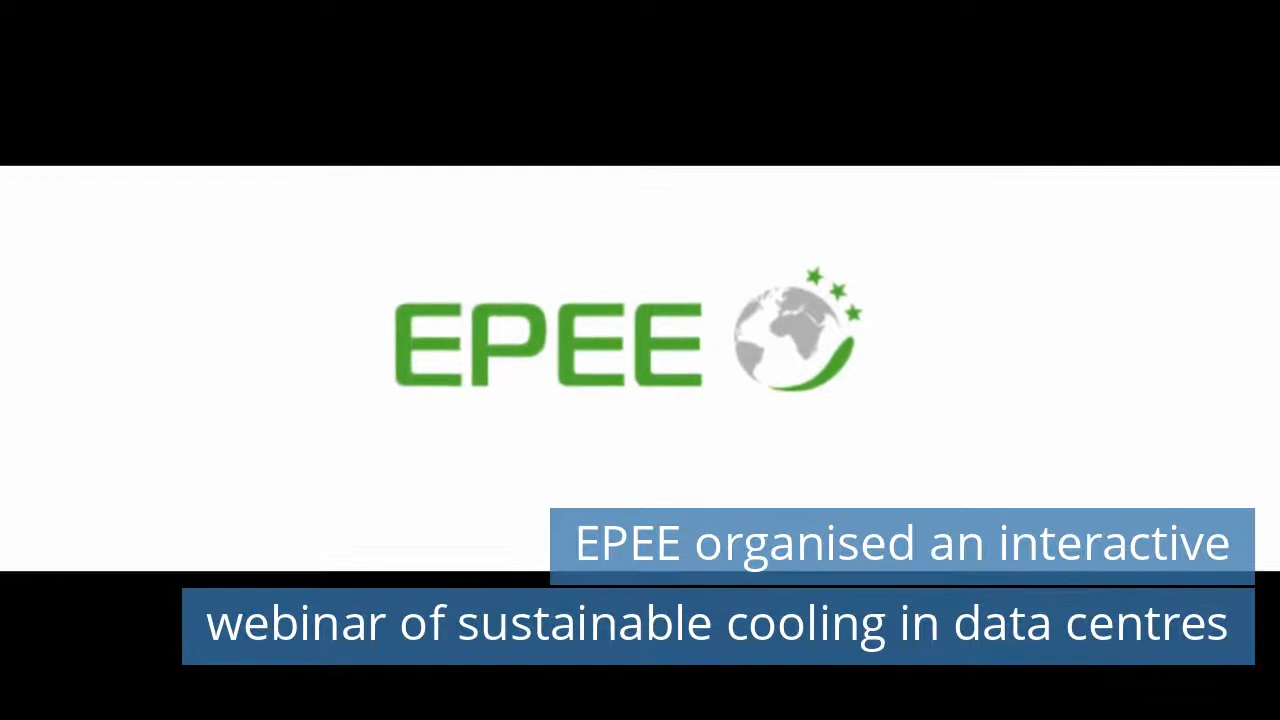 EPEE
EPEE organised an interactive
webinar of sustainable cooling in data centres